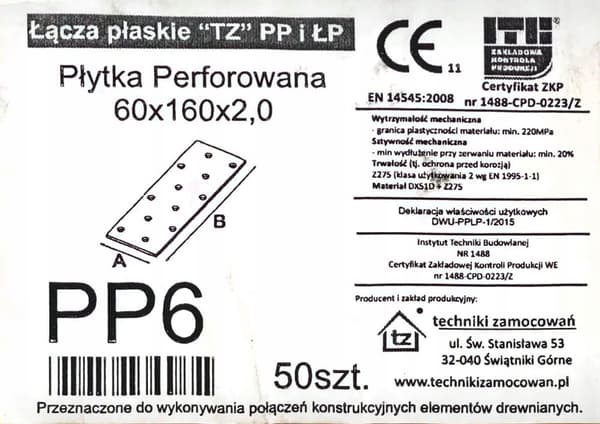 Łącza płaskie “TZ” PP i ŁP
Płytka Perforowana
60x160x2,0
A
B
PP6
50szt.
CE 11
EN 14545:2008
ITB
ZAKŁADOWA
KONTROLA
PRODUKCJI
®
Certyfikat ZKP
nr 1488-CPD-0223/Z
Wytrzymałość mechaniczna
- granica plastyczności materiału: min. 220MPa
Sztywność mechaniczna
- min wydłużenie przy zerwaniu materiału: min. 20%
Trwałość (tj. ochrona przed korozją)
Z275 (klasa użytkowania 2 wg EN 1995-1-1)
Materiał DX51D + Z275
Deklaracja właściwości użytkowych
DWU-PPLP-1/2015
Instytut Techniki Budowlanej
NR 1488
Certyfikat Zakładowej Kontroli Produkcji WE
nr 1488-CPD-0223/Z
Producent i zakład produkcyjny:
tz
techniki zamocowań
ul. Św. Stanisława 53
32-040 Świątniki Górne
www.technikizamocowan.pl
Przeznaczone do wykonywania połączeń konstrukcyjnych elementów drewnianych.